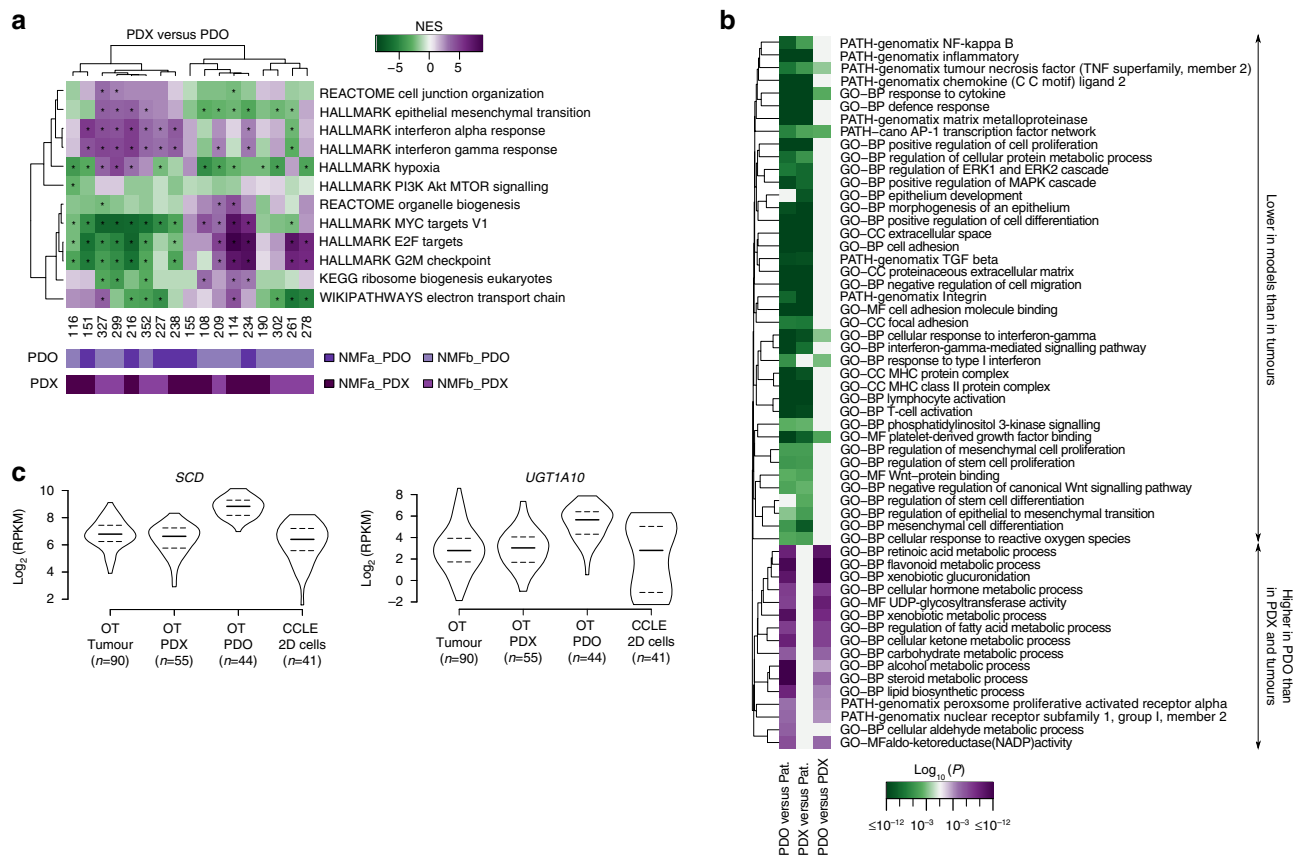 a
PDX versus PDO
NES
−5 0 5
REACTOME cell junction organization
HALLMARK epithelial mesenchymal transition
HALLMARK interferon alpha response
HALLMARK interferon gamma response
HALLMARK hypoxia
HALLMARK PI3K Akt MTOR signalling
REACTOME organelle biogenesis
HALLMARK MYC targets V1
HALLMARK E2F targets
HALLMARK G2M checkpoint
KEGG ribosome biogenesis eukaryotes
WIKIPATHWAYS electron transport chain
116 151 327 299 216 352 227 238 155 108 209 114 234 190 302 261 278
PDO
NMFa_PDO NMFb_PDO
PDX
NMFa_PDX NMFb_PDX
b
PATH-genomatix NF-kappa B
PATH-genomatix inflammatory
PATH-genomatix tumour necrosis factor (TNF superfamily, member 2)
PATH-genomatix chemokine (C C motif) ligand 2
GO−BP response to cytokine
GO−BP defence response
PATH-genomatix matrix metalloproteinase
PATH−cano AP-1 transcription factor network
GO−BP positive regulation of cell proliferation
GO−BP regulation of cellular protein metabolic process
GO−BP regulation of ERK1 and ERK2 cascade
GO−BP positive regulation of MAPK cascade
GO−BP epithelium development
GO−BP morphogenesis of an epithelium
GO−BP positive regulation of cell differentiation
GO−CC extracellular space
GO−BP cell adhesion
PATH-genomatix TGF beta
GO−CC proteinaceous extracellular matrix
GO−BP negative regulation of cell migration
PATH-genomatix Integrin
GO−MF cell adhesion molecule binding
GO−CC focal adhesion
GO−BP cellular response to interferon-gamma
GO−BP interferon-gamma-mediated signalling pathway
GO−BP response to type I interferon
GO−CC MHC protein complex
GO−CC MHC class II protein complex
GO−BP lymphocyte activation
GO−BP T-cell activation
GO−BP phosphatidylinositol 3-kinase signalling
GO−MF platelet-derived growth factor binding
GO−BP regulation of mesenchymal cell proliferation
GO−BP regulation of stem cell proliferation
GO−MF Wnt−protein binding
GO−BP negative regulation of canonical Wnt signalling pathway
GO−BP regulation of stem cell differentiation
GO−BP regulation of epithelial to mesenchymal transition
GO−BP mesenchymal cell differentiation
GO−BP cellular response to reactive oxygen species
GO−BP retinoic acid metabolic process
GO−BP flavonoid metabolic process
GO−BP xenobiotic glucuronidation
GO−BP cellular hormone metabolic process
GO−MF UDP-glycosyltransferase activity
GO−BP xenobiotic metabolic process
GO−BP regulation of fatty acid metabolic process
GO−BP cellular ketone metabolic process
GO−BP carbohydrate metabolic process
GO−BP alcohol metabolic process
GO−BP steroid metabolic process
GO−BP lipid biosynthetic process
PATH-genomatix peroxsome proliferative activated receptor alpha
PATH-genomatix nuclear receptor subfamily 1, group I, member 2
GO−BP cellular aldehyde metabolic process
GO−MFaldo-ketoreductase(NADP)activity
Lower in models than in tumours
Higher in PDO than
in PDX and tumours
PDO versus Pat.
PDX versus Pat.
PDO versus PDX
Log10 (P)
≤10−12 10−3 10−3 ≤10−12
c
SCD
Log2 (RPKM)
10
8
6
4
2
OT OT OT CCLE
Tumour PDX PDO 2D cells
(n=90) (n=55) (n=44) (n=41)
UGT1A10
Log2 (RPKM)
8
6
4
2
0
−2
OT OT OT CCLE
Tumour PDX PDO 2D cells
(n=90) (n=55) (n=44) (n=41)